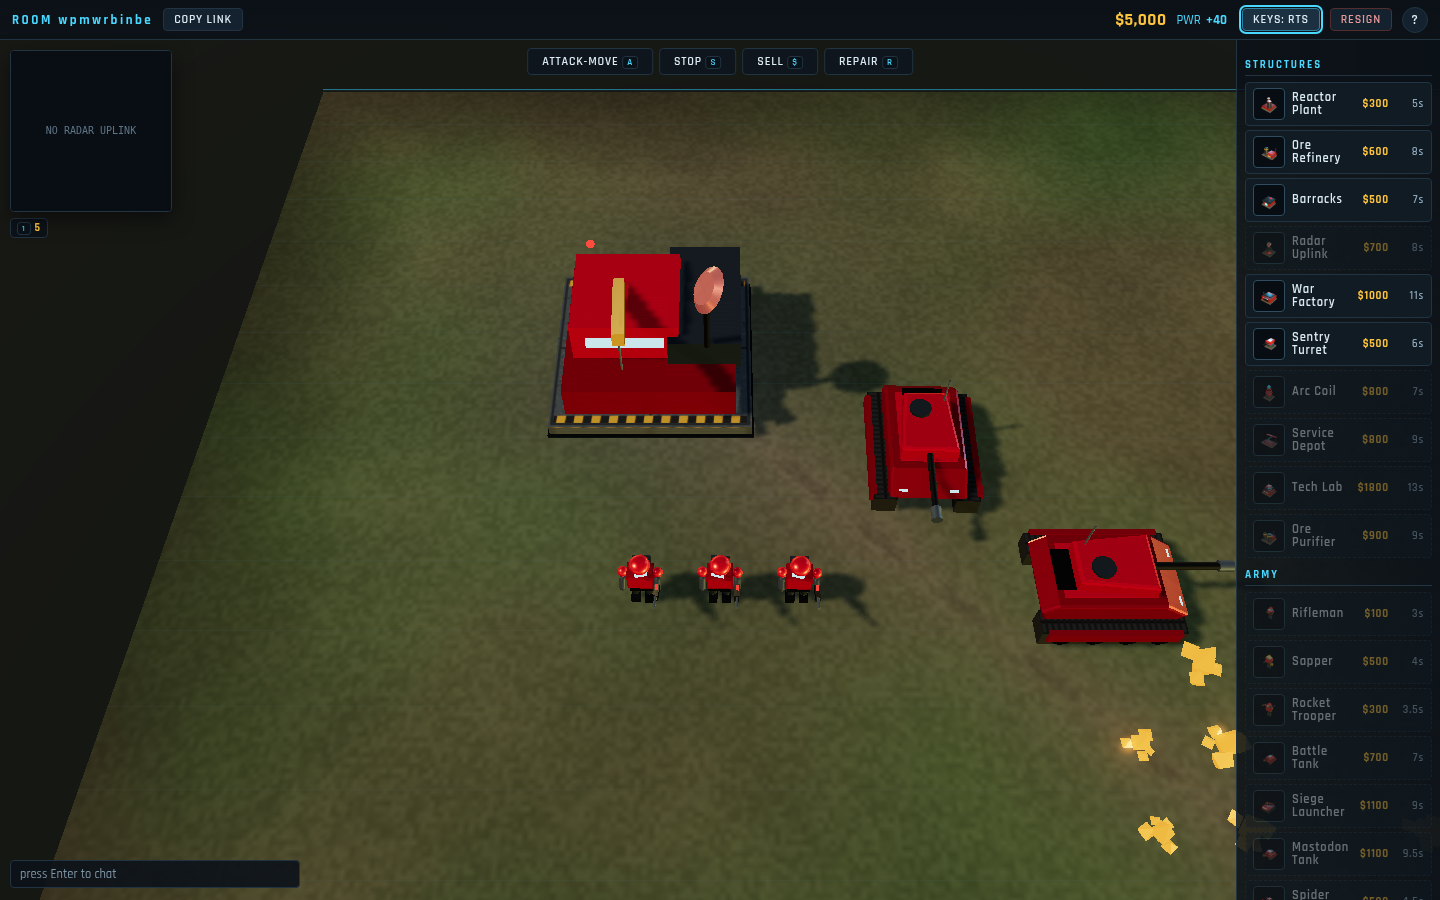 ROOM wpmwrbinbe
COPY LINK
$5,000
PWR +40
KEYS: RTS
RESIGN
?
NO RADAR UPLINK
1 5
ATTACK-MOVE A
STOP S
SELL $
REPAIR R
STRUCTURES
Reactor Plant $300 5s
Ore Refinery $600 8s
Barracks $500 7s
Radar Uplink $700 8s
War Factory $1000 11s
Sentry Turret $500 6s
Arc Coil $800 7s
Service Depot $800 9s
Tech Lab $1800 13s
Ore Purifier $900 9s
ARMY
Rifleman $100 3s
Sapper $500 4s
Rocket Trooper $300 3.5s
Battle Tank $700 7s
Siege Launcher $1100 9s
Mastodon Tank $1100 9.5s
Spider
press Enter to chat